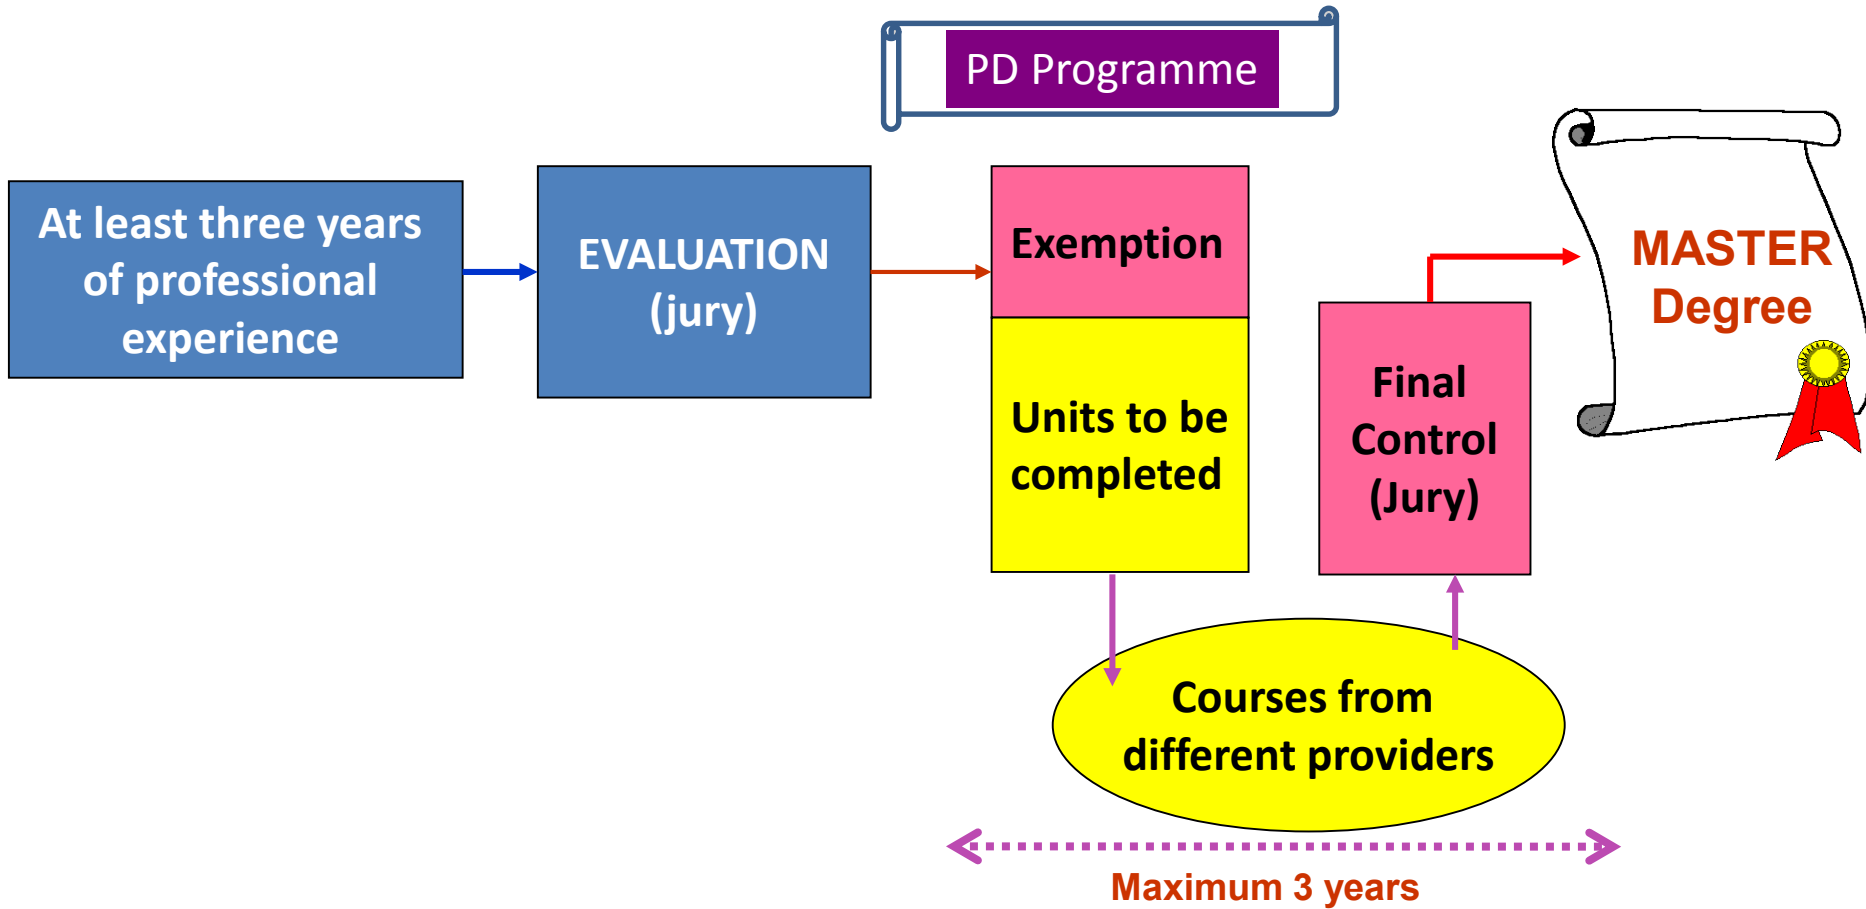 PD Programme
At least three years
of professional
experience
EVALUATION
(jury)
Exemption
Units to be
completed
Courses from
different providers
Maximum 3 years
Final
Control
(Jury)
MASTER
Degree